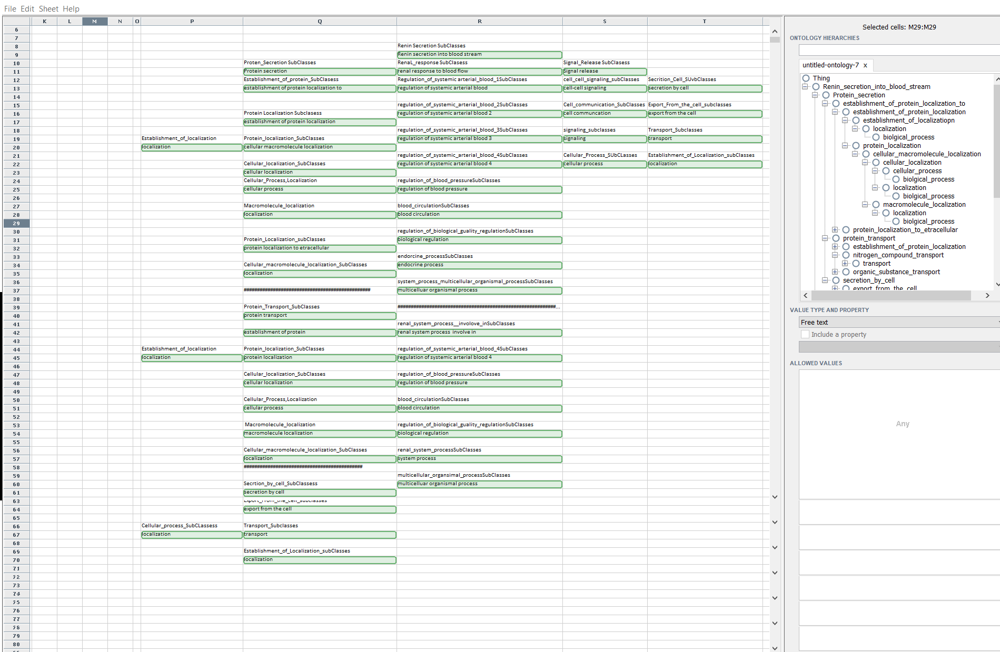 File Edit Sheet Help
K L M N O P Q R S T
6
7
8 Renin Secretion SubClasses
9 Renin secretion into blood stream
10 Proten_Secretion SubClasses RenaL_response SubClasess Signal_Release SubClasess
11 Protein secretion renal response to blood flow Signal release
12 Establishment_of_protein_SubClasess Regulation_of_systemic arterial_blood_1SubClasses cell_cell_signaling_subClasses Secrition_Cell_SUvbClasses
13 establishment of protein localization to regulation of systemic arterial blood cell-cell signaling secretion by cell
14
15 regulation_of_systemic_arterial_blood_2SubClasses Cell_communication_SubClasses Export_From_the_cell_subclasses
16 Protein Localization Subclasess regulation of systemic arterial blood 2 cell communcation export from the cell
17 establishment of protein localization
18 regulation_of_systemic_arterial_blood_3SubClasses signaling_subclasses Transport_Subclasses
19 Establishment_of_localization Protein_localization_SubClasses regulation of systemic arterial blood 3 signaling transport
20 localization cellular macromolecule localization
21 regulation_of_systemic_arterial_blood_4SubClasses Cellular_Process_SUbCLasses Establishment_of_Localization_subClasses
22 Cellular_localization_SubClasses regulation of systemic arterial blood 4 cellular process localization
23 cellular localization
24 Cellular_Process,Localization regulation_of_blood_pressureSubClasses
25 cellular process regulation of blood pressure
26
27 Macromolecule_localization blood_circulationSubClasses
28 localization blood circulation
29
30 regulation_of_biological_guality_regulationSubClasses
31 Protein_Localization_subClasses biological regulation
32 protein localization to etracellular
33 endorcine_processSubClasses
34 Cellular_macromolecule_localization_SubClasses endocrine process
35 localization
36 system_process_multicellular_organismal_processSubClasses
37 ################################################ multicelluar organismal process
38
39 Protein_Transport_SubClasses ############################################################...
40 protein transport
41 renal_system_process__involove_inSubClasses
42 establishment of protein renal system process involve in
43
44 Establishment_of_localization Protein_localization_SubClasses regulation_of_systemic_arterial_blood_4SubClasses
45 localization protein localization regulation of systemic arterial blood 4
46
47 Cellular_localization_SubClasses regulation_of_blood_pressureSubClasses
48 cellular localization regulation of blood pressure
49
50 Cellular_Process,Localization blood_circulationSubClasses
51 cellular process blood circulation
52
53 Macromolecule_localization regulation_of_biological_guality_regulationSubClasses
54 macromolecule localization biological regulation
55
56 Cellular_macromolecule_localization_SubClasses renal_system_processSubClasses
57 localization system process
58 #############################################
59 multicellular_organsimal_processSubClasses
60 Secrtion_by_cell_SubClassess multicelluar organismal process
61 secretion by cell
63 Export_From_the_cell_subclasses
64 export from the cell
65
66 Cellular_process_SubCLassess Transport_Subclasses
67 localization transport
68
69 Establishment_of_Localization_subClasses
70 localization
71
72
73
74
75
76
77
78
79
80
Selected cells: M29:M29
ONTOLOGY HIERARCHIES
untitled-ontology-7 x
Thing
Renin_secretion_into_blood_stream
Protein_secretion
establishment_of_protein_localization_to
establishment_of_protein_localization
establishment_of_localizatiopn
localization
biolgical_process
protein_localization
cellular_macromolecule_localization
cellular_localization
cellular_process
biolgical_process
localization
biolgical_process
macromolecule_localization
localization
biolgical_process
protein_localization_to_etracellular
protein_transport
establishment_of_protein_localization
nitrogen_compound_transport
transport
organic_substance_transport
secretion_by_cell
export_from_the_cell
VALUE TYPE AND PROPERTY
Free text
Include a property
ALLOWED VALUES
Any